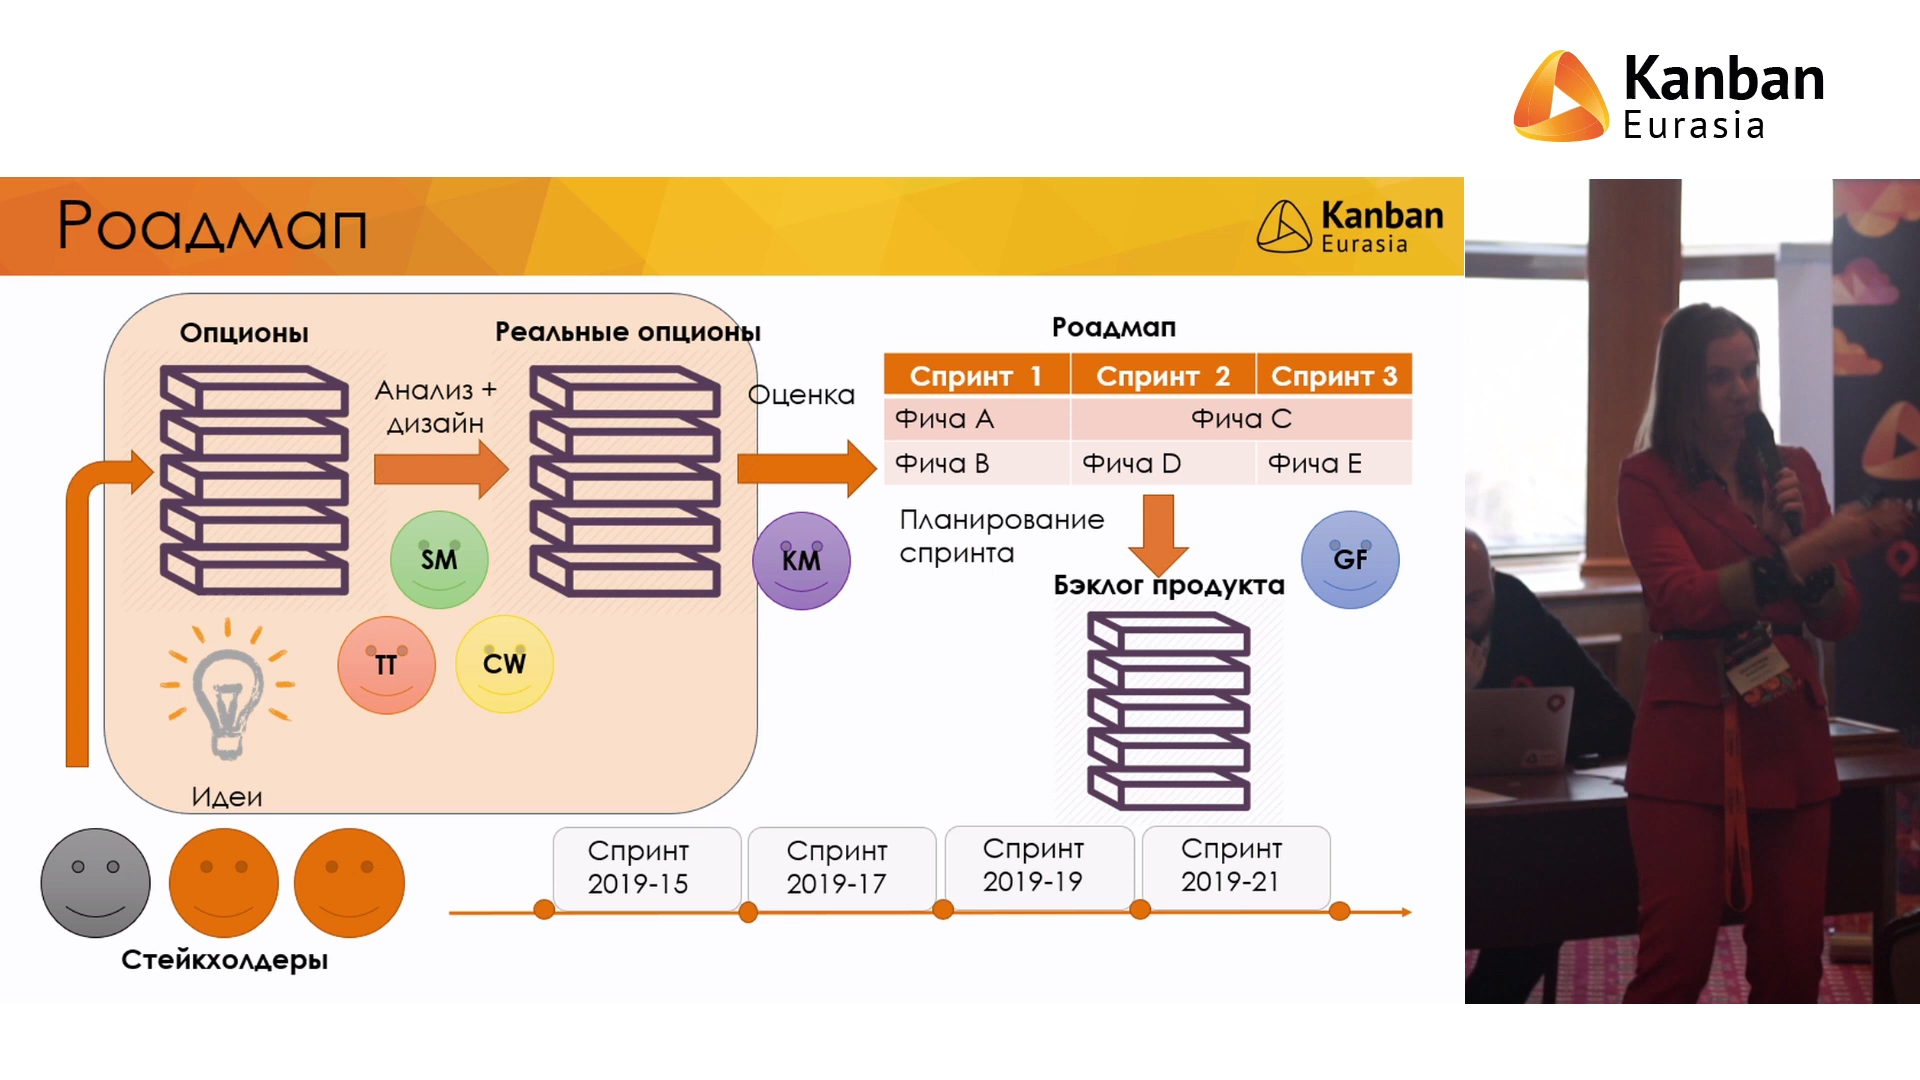 Kanban
Eurasia
Роадмап
Kanban
Eurasia
Опционы
Реальные опционы
Роадмап
Анализ +
дизайн
Оценка
Спринт 1
Спринт 2
Спринт 3
Фича A
Фича C
Фича B
Фича D
Фича E
Планирование
спринта
SM
KM
GF
Бэклог продукта
TT
CW
Идеи
Спринт
2019-15
Спринт
2019-17
Спринт
2019-19
Спринт
2019-21
Стейкхолдеры